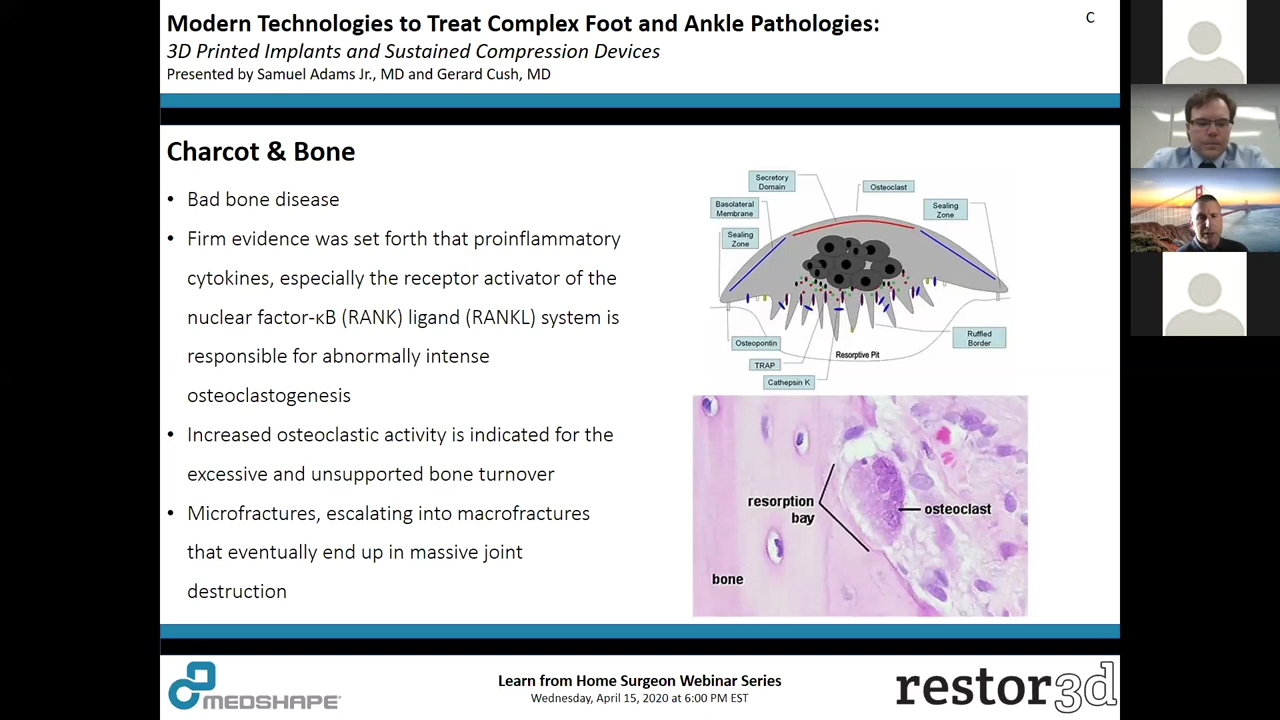 Modern Technologies to Treat Complex Foot and Ankle Pathologies:
3D Printed Implants and Sustained Compression Devices
Presented by Samuel Adams Jr., MD and Gerard Cush, MD
C
Charcot & Bone
• Bad bone disease
• Firm evidence was set forth that proinflammatory
cytokines, especially the receptor activator of the
nuclear factor-κB (RANK) ligand (RANKL) system is
responsible for abnormally intense
osteoclastogenesis
• Increased osteoclastic activity is indicated for the
excessive and unsupported bone turnover
• Microfractures, escalating into macrofractures
that eventually end up in massive joint
destruction
Secretory
Domain
Osteoclast
Basolateral
Membrane
Sealing
Zone
Sealing
Zone
Osteopontin
Ruffled
Border
Resorptive Pit
TRAP
Cathepsin K
resorption
bay
osteoclast
bone
MEDSHAPE
Learn from Home Surgeon Webinar Series
Wednesday, April 15, 2020 at 6:00 PM EST
restor3d